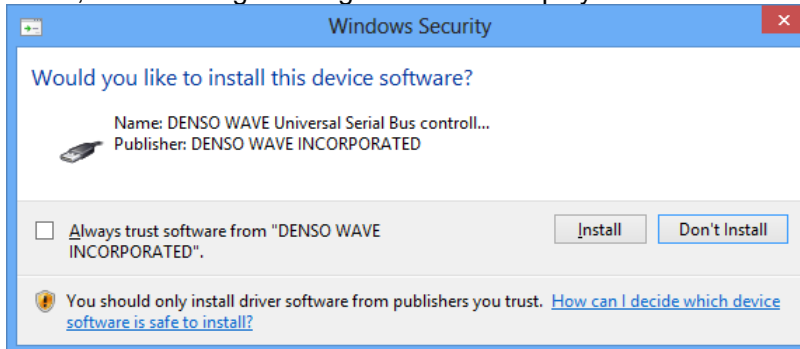 Windows Security
Would you like to install this device software?
Name: DENSO WAVE Universal Serial Bus controll...
Publisher: DENSO WAVE INCORPORATED
Always trust software from "DENSO WAVE
INCORPORATED".
Install Don't Install
You should only install driver software from publishers you trust. How can I decide which device
software is safe to install?